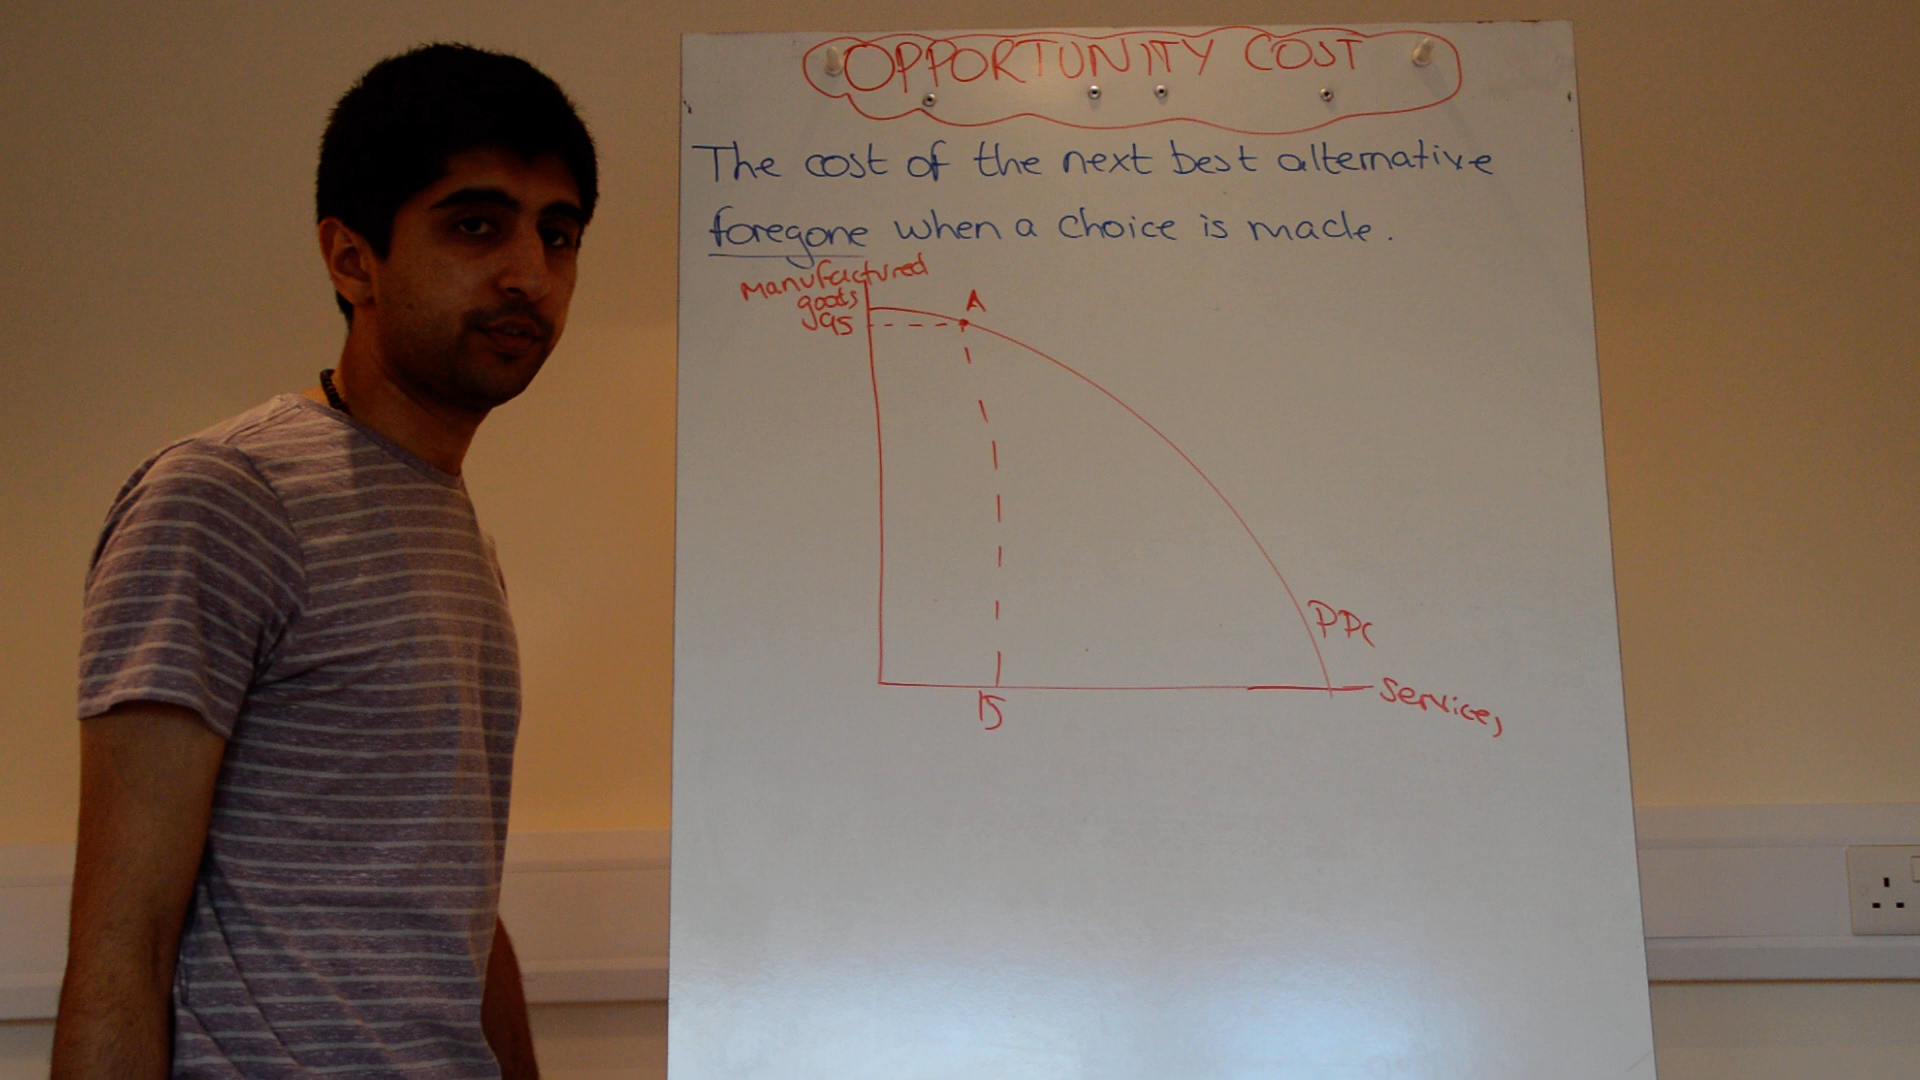 OPPORTUNITY COST
The cost of the next best alternative
foregone when a choice is made.
Manufactured
goods
95
A
PPC
15
Services